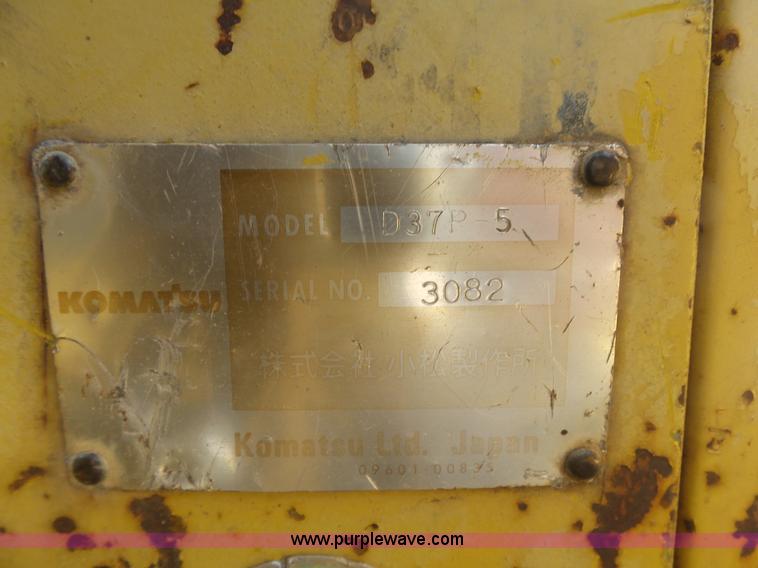 MODEL D37P-5
KOMATSU
SERIAL NO. 3082
株式会社 小松製作所
Komatsu Ltd. Japan
09601-00835
www.purplewave.com